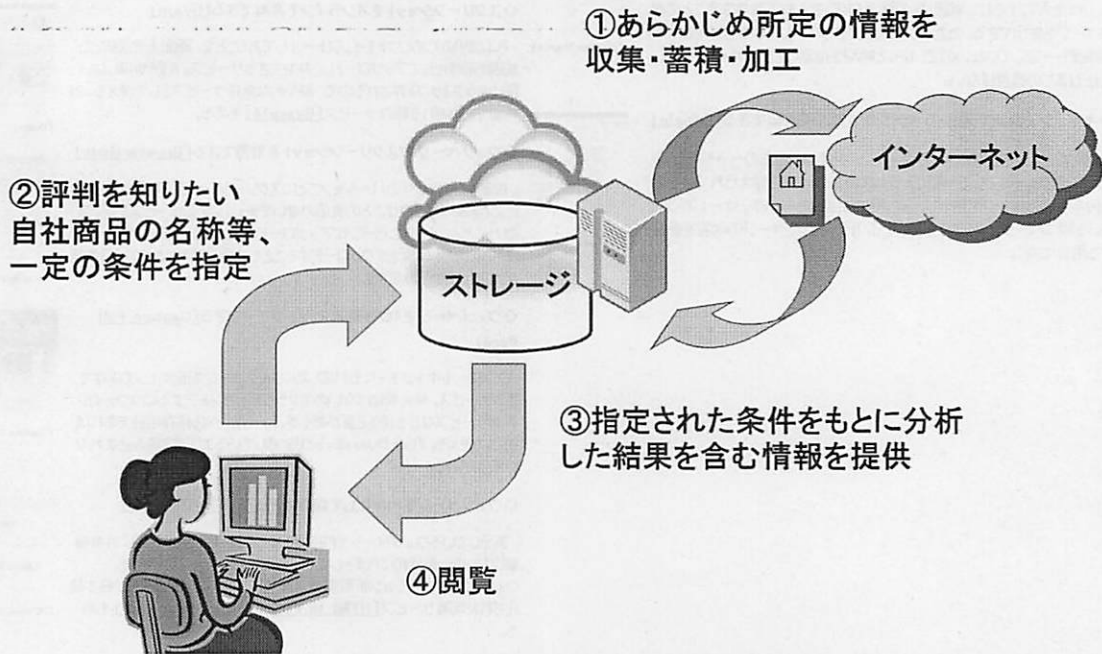 ①あらかじめ所定の情報を
収集・蓄積・加工
インターネット
②評判を知りたい
自社商品の名称等、
一定の条件を指定
ストレージ
③指定された条件をもとに分析
した結果を含む情報を提供
④閲覧